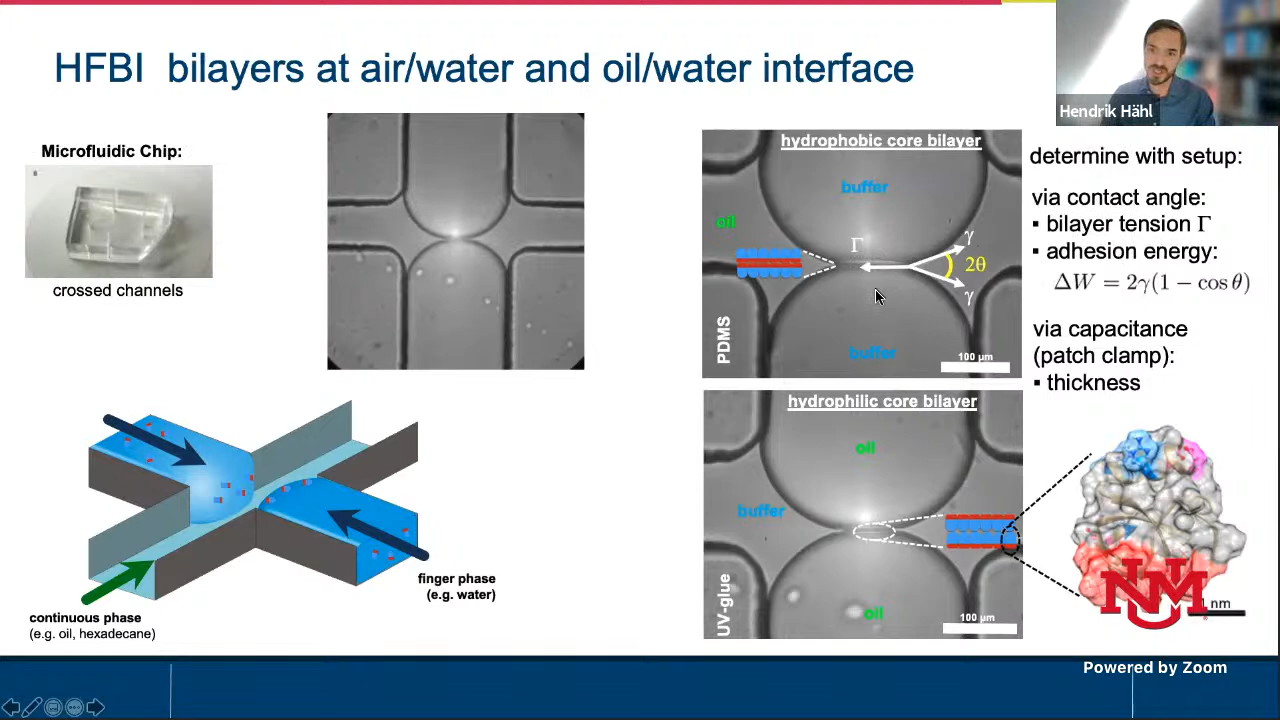 HFBI bilayers at air/water and oil/water interface
Hendrik Hähl
Microfluidic Chip:
crossed channels
finger phase
(e.g. water)
continuous phase
(e.g. oil, hexadecane)
hydrophobic core bilayer
buffer
oil
Γ
γ
2θ
γ
buffer
PDMS
100 µm
hydrophilic core bilayer
oil
buffer
oil
UV-glue
100 µm
determine with setup:
via contact angle:
▪ bilayer tension Γ
▪ adhesion energy:
ΔW = 2γ(1 − cos θ)
via capacitance
(patch clamp):
▪ thickness
NM
nm
Powered by Zoom